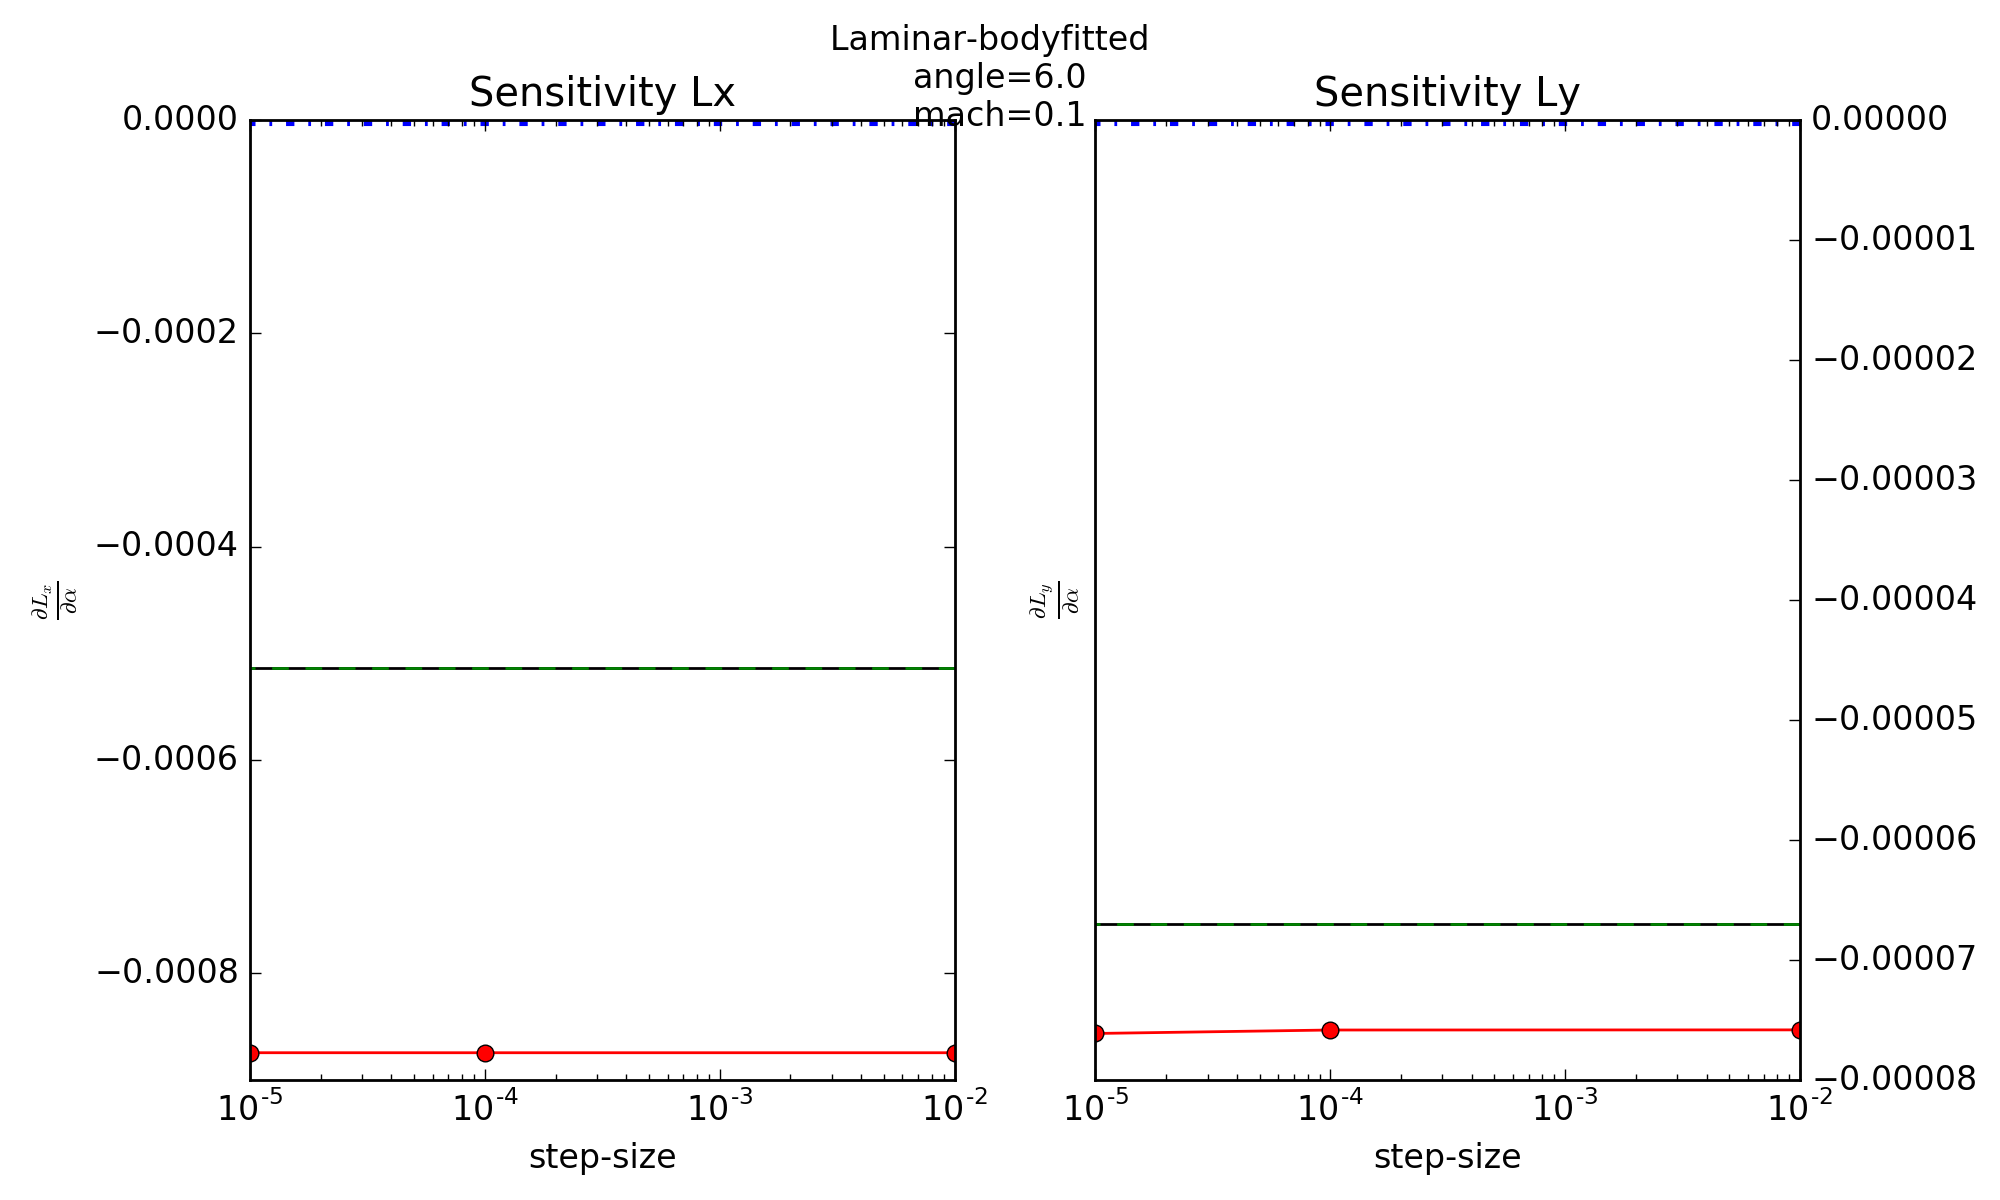 Laminar-bodyfitted
angle=6.0
mach=0.1
Sensitivity Lx
0.0000
−0.0002
−0.0004
−0.0006
−0.0008
∂Lₓ/∂α
10⁻⁵ 10⁻⁴ 10⁻³ 10⁻²
step-size
Sensitivity Ly
∂L_y/∂α
0.00000
−0.00001
−0.00002
−0.00003
−0.00004
−0.00005
−0.00006
−0.00007
−0.00008
10⁻⁵ 10⁻⁴ 10⁻³ 10⁻²
step-size